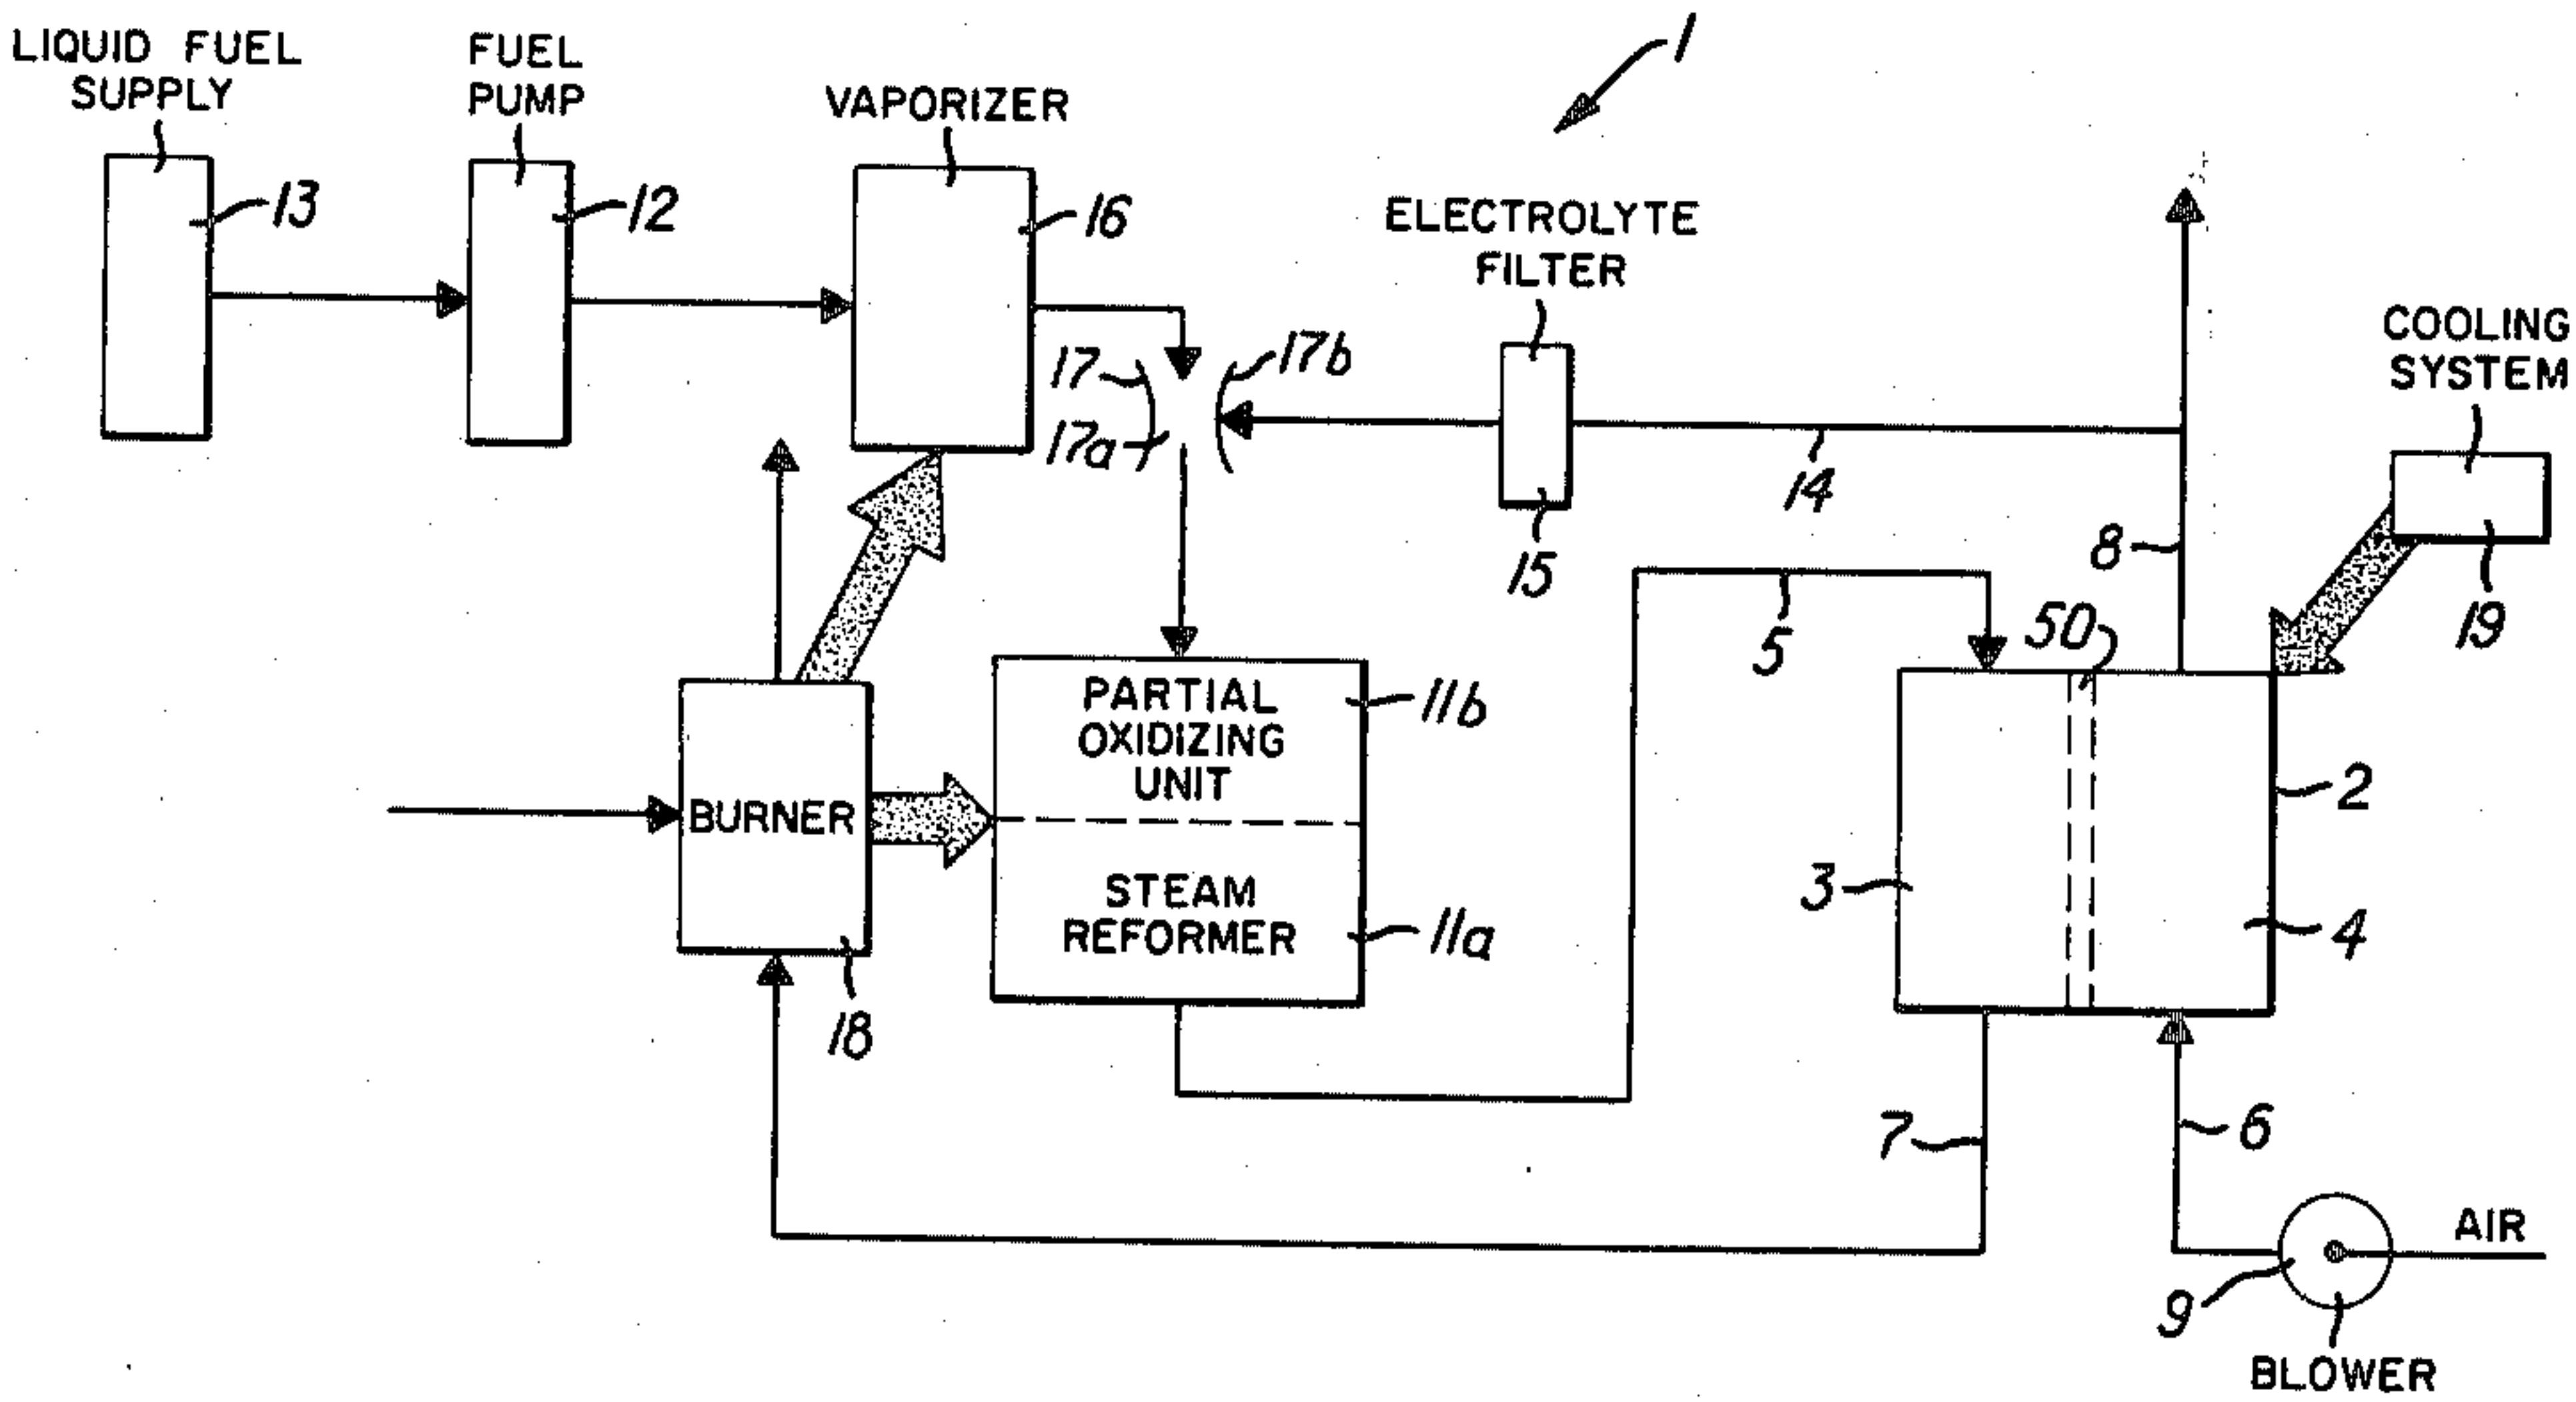 1
LIQUID FUEL
SUPPLY
FUEL
PUMP
VAPORIZER
13
12
16
ELECTROLYTE
FILTER
COOLING
SYSTEM
17
17b
17a
14
15
8
19
5
50
PARTIAL
OXIDIZING
UNIT
11b
BURNER
2
3
4
STEAM
REFORMER
11a
18
7
6
AIR
9
BLOWER